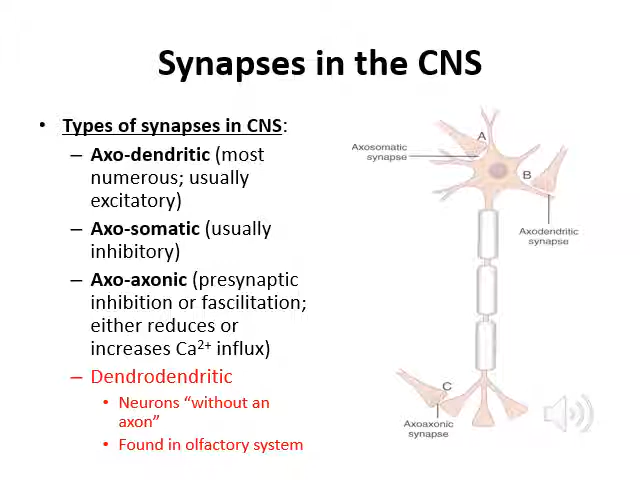 Synapses in the CNS
• Types of synapses in CNS:
– Axo-dendritic (most
numerous; usually
excitatory)
– Axo-somatic (usually
inhibitory)
– Axo-axonic (presynaptic
inhibition or fascilitation;
either reduces or
increases Ca²⁺ influx)
– Dendrodendritic
• Neurons “without an
axon”
• Found in olfactory system
Axosomatic
synapse
A
B
Axodendritic
synapse
C
Axoaxonic
synapse